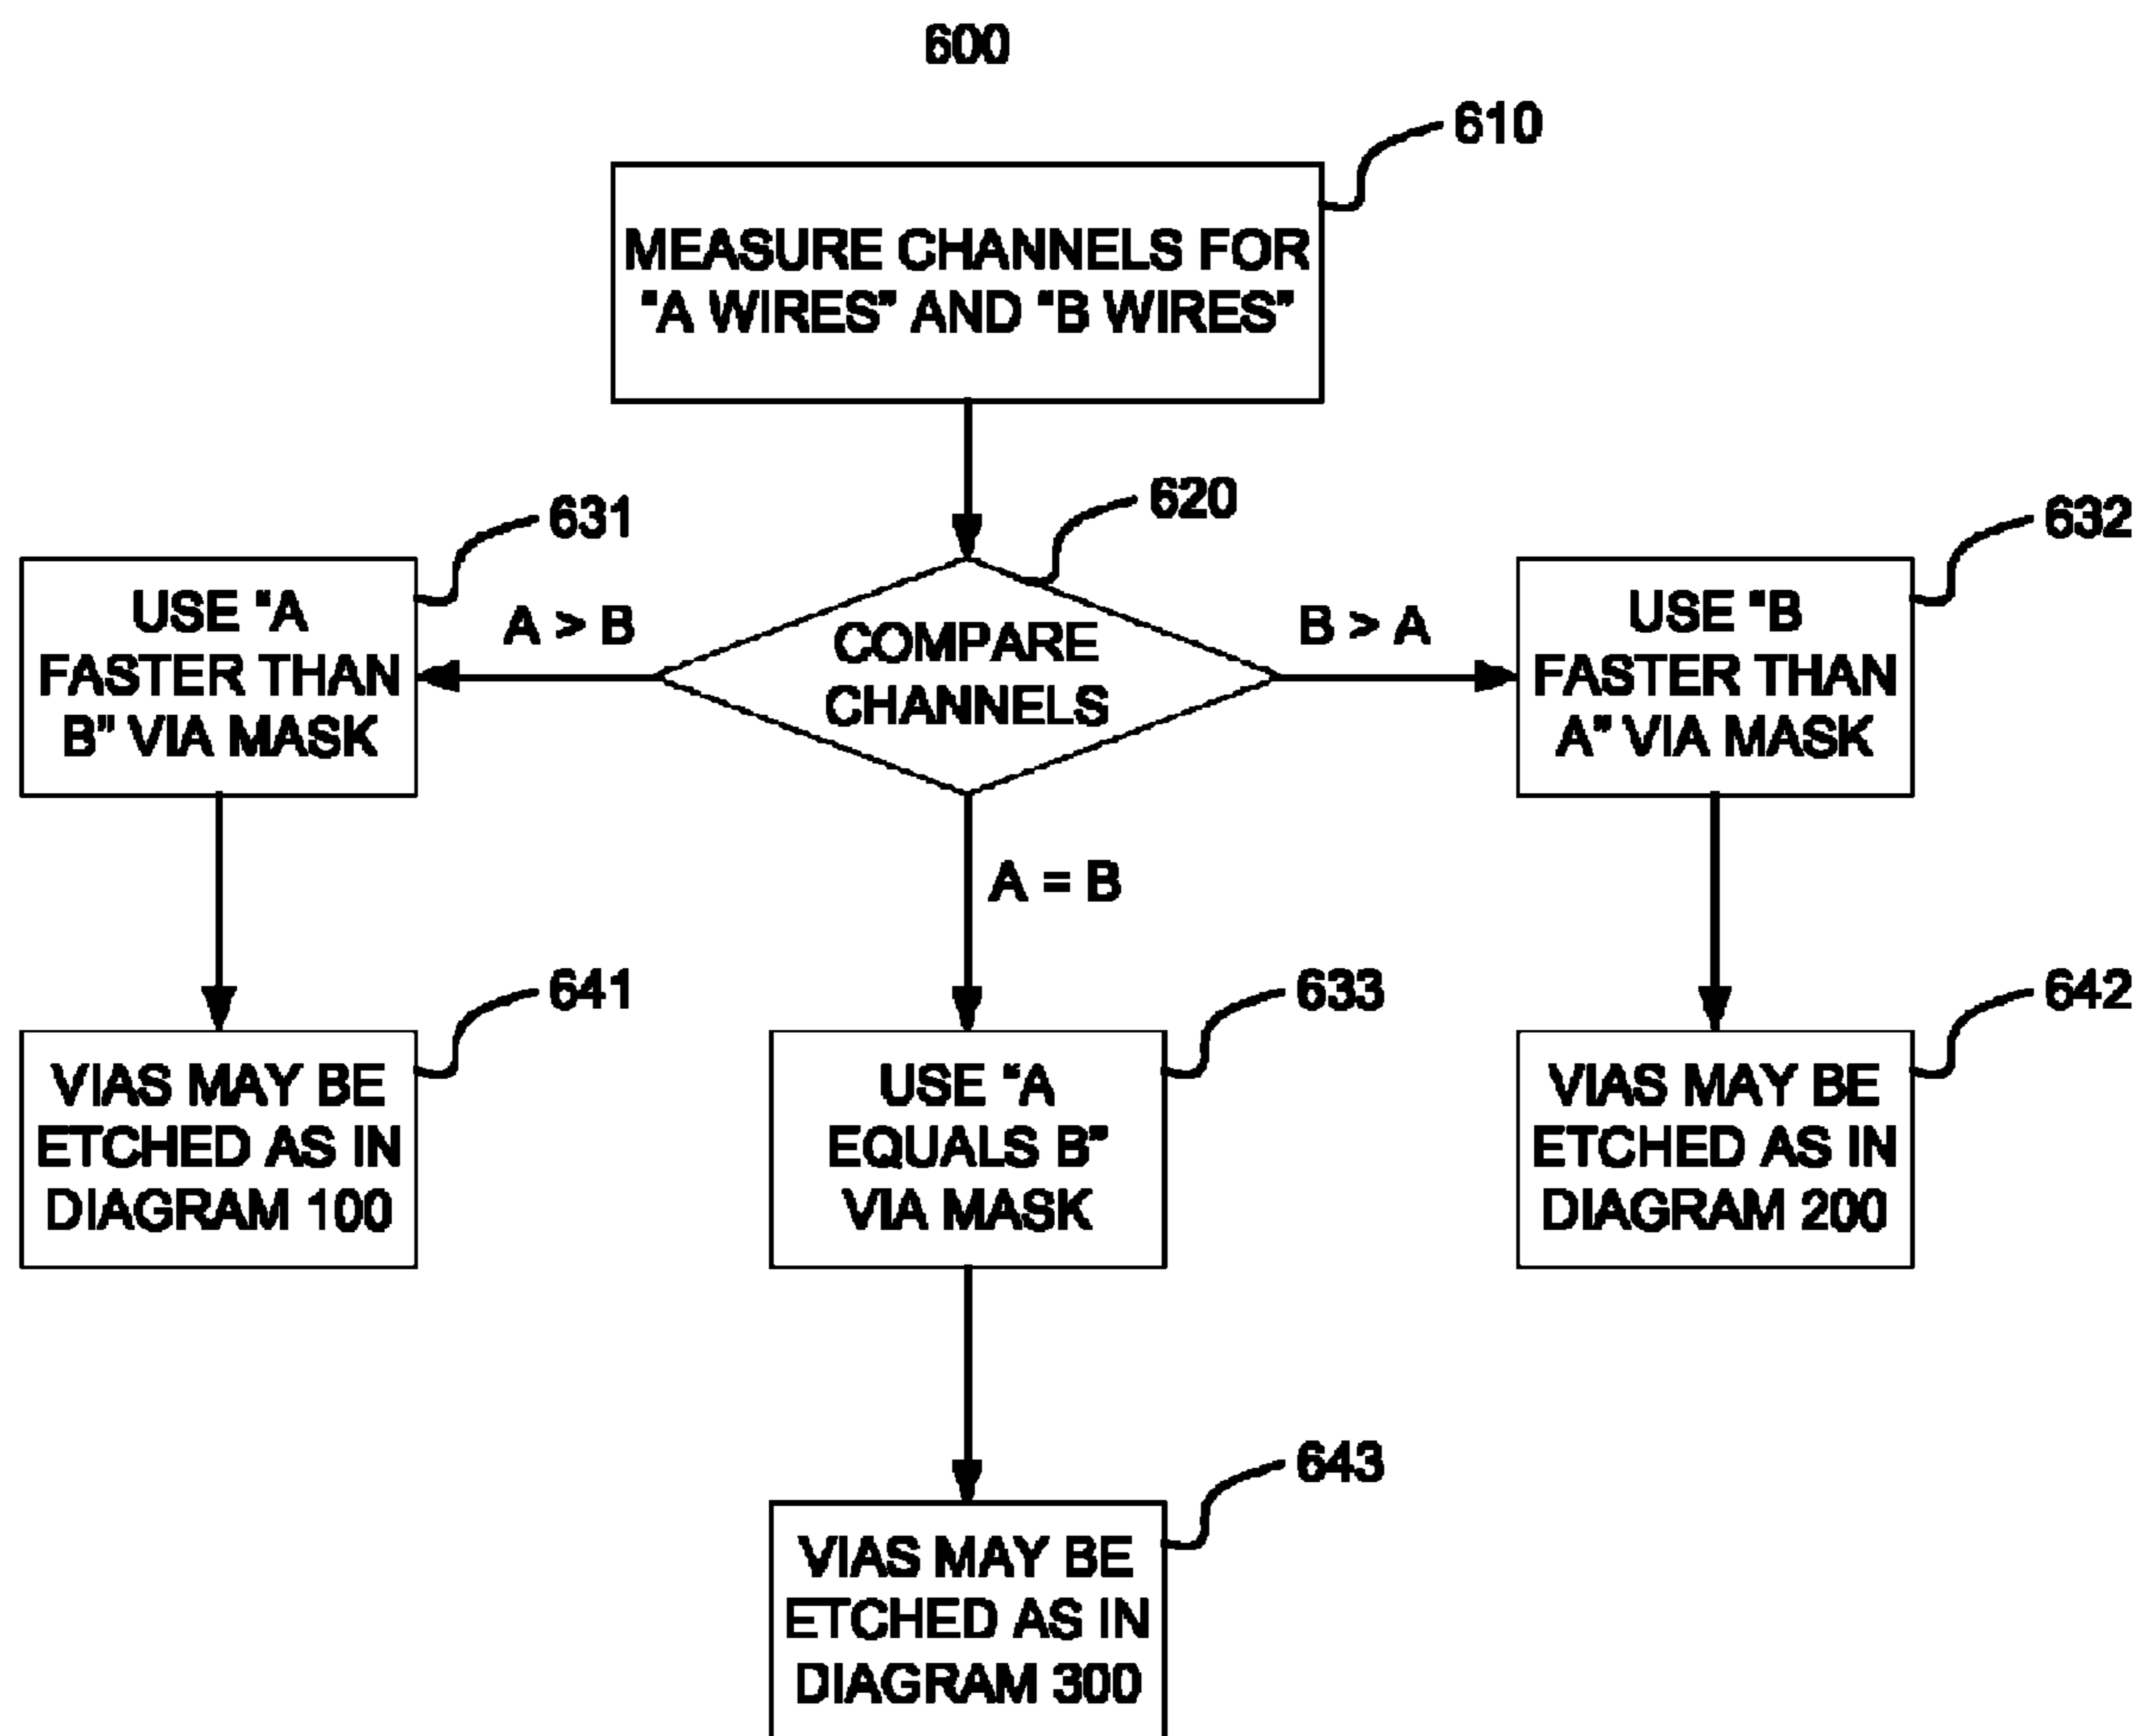 600
610
MEASURE CHANNELS FOR
"A WIRES" AND "B WIRES"
620
631
632
USE "A
FASTER THAN
B" VIA MASK
A > B
COMPARE
CHANNELS
B > A
USE "B
FASTER THAN
A" VIA MASK
A = B
641
633
642
VIAS MAY BE
ETCHED AS IN
DIAGRAM 100
USE "A
EQUALS B"
VIA MASK
VIAS MAY BE
ETCHED AS IN
DIAGRAM 200
643
VIAS MAY BE
ETCHED AS IN
DIAGRAM 300